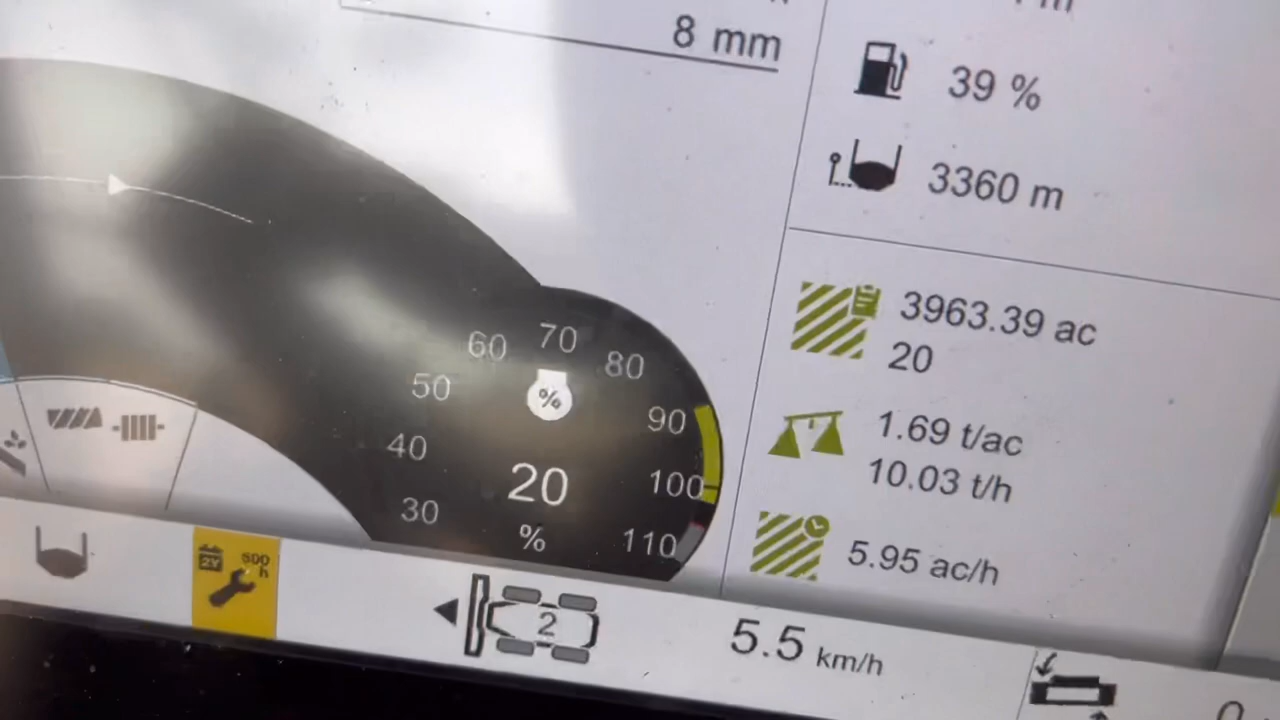 8 mm
39 %
3360 m
3963.39 ac
20
1.69 t/ac
10.03 t/h
5.95 ac/h
30
40
50
60
70
80
90
100
110
%
20
%
2Y
500
h
2
5.5 km/h